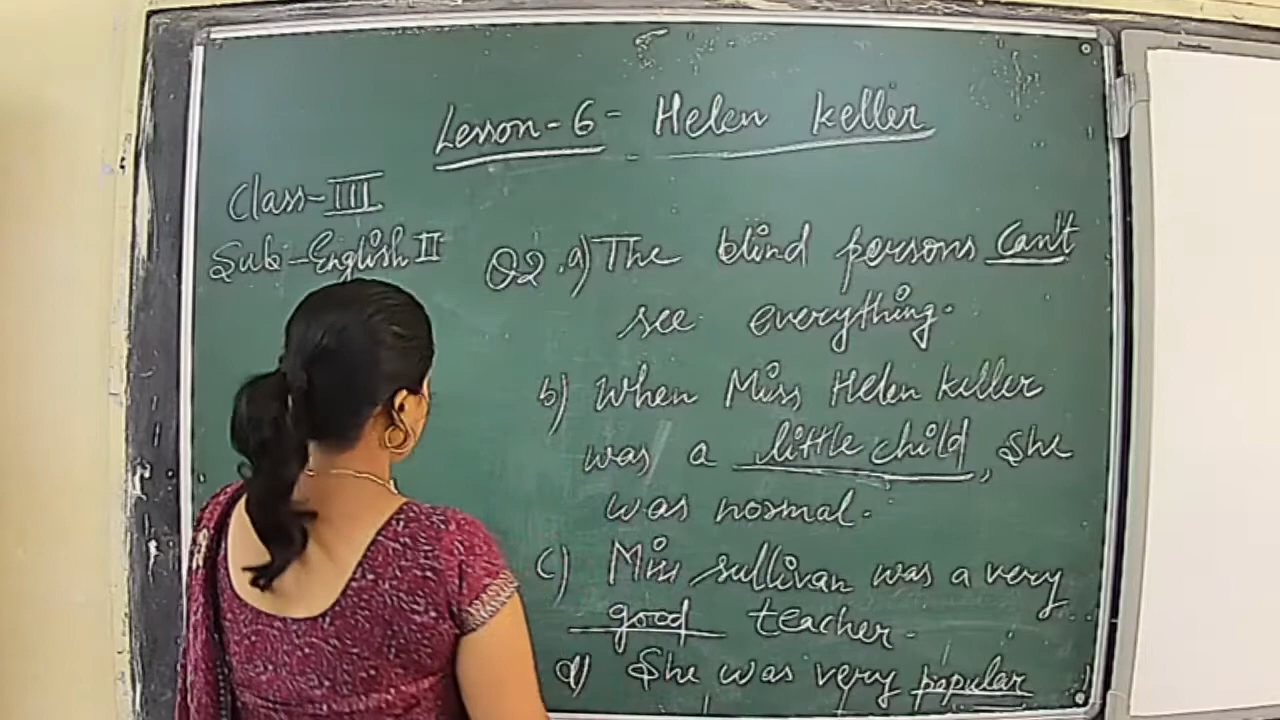 Lesson-6- Helen Keller
Class-III
Sub-English II
Q2.a) The blind persons can't
see everything.
b) When Miss Helen Keller
was a little child, she
was normal.
c) Miss sullivan was a very
good teacher.
d) She was very popular